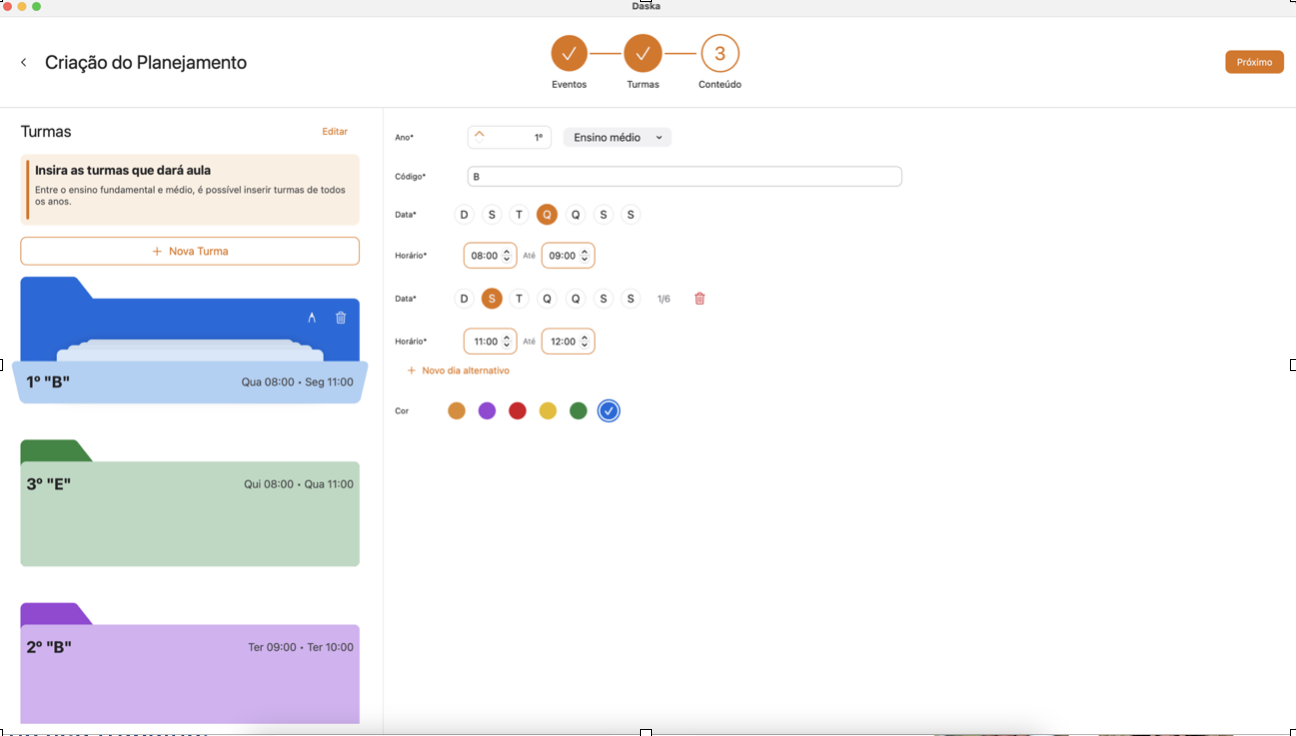 Daska
Criação do Planejamento
3
Eventos
Turmas
Conteúdo
Próximo
Turmas
Editar
Insira as turmas que dará aula
Entre o ensino fundamental e médio, é possível inserir turmas de todos
os anos.
+ Nova Turma
1º "B"
Qua 08:00 • Seg 11:00
3º "E"
Qui 08:00 • Qua 11:00
2º "B"
Ter 09:00 • Ter 10:00
Ano*
1º
Ensino médio
Código*
B
Data*
D S T Q Q S S
Horário*
08:00 Até 09:00
Data*
D S T Q Q S S 1/6
Horário*
11:00 Até 12:00
+ Novo dia alternativo
Cor